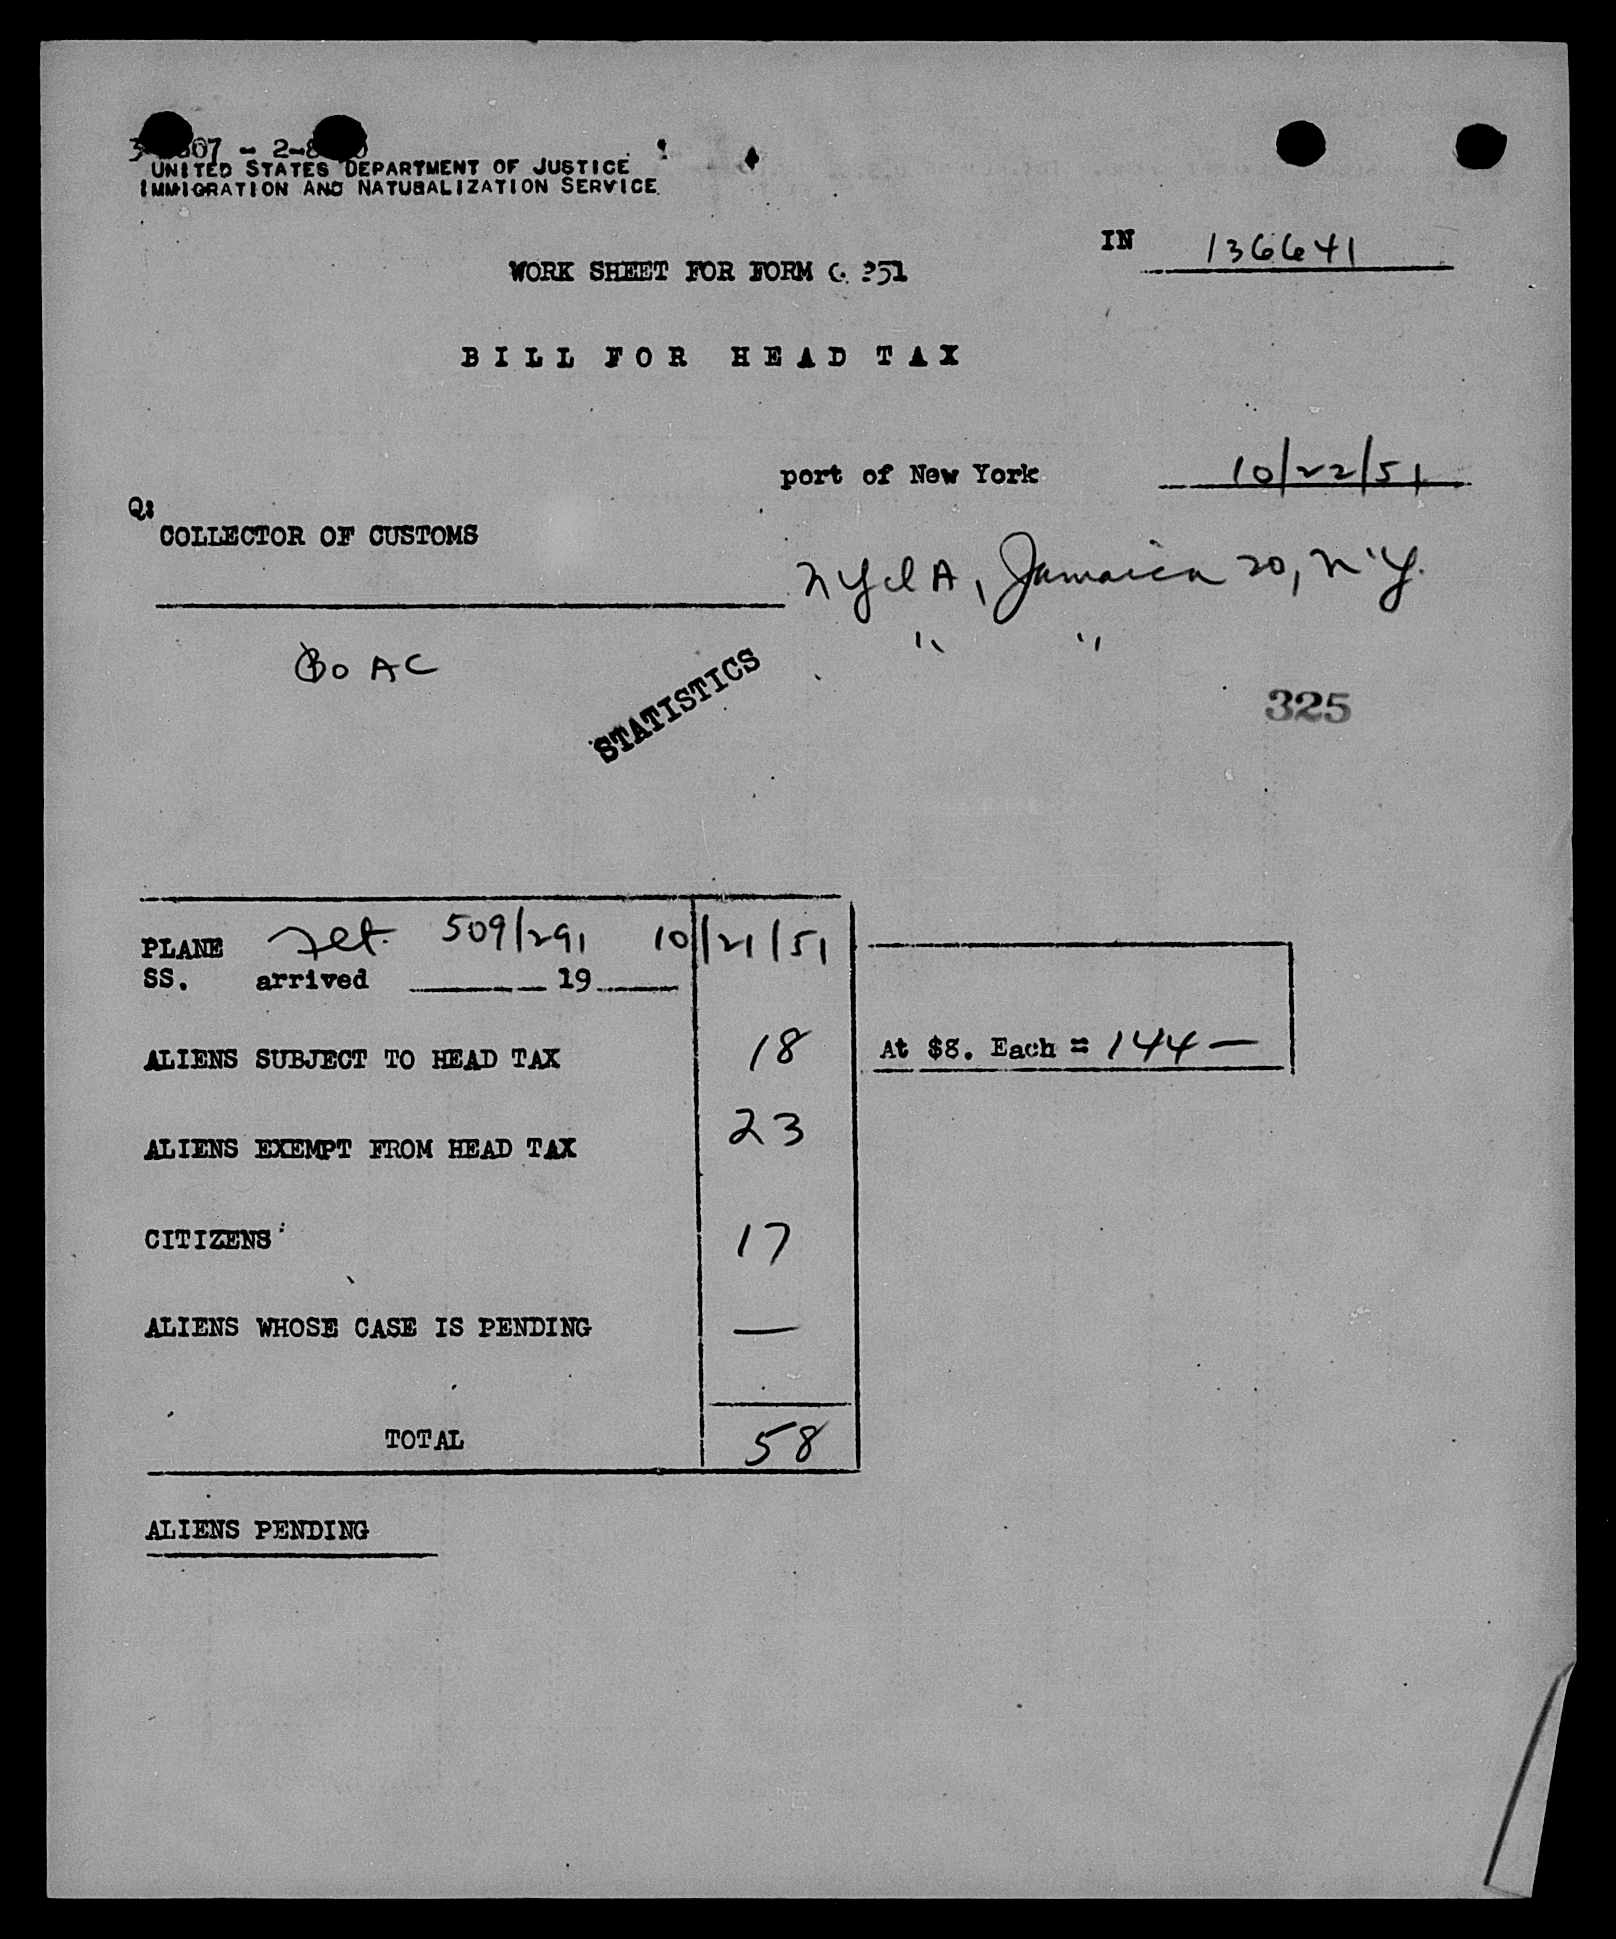 UNITED STATES DEPARTMENT OF JUSTICE
IMMIGRATION AND NATURALIZATION SERVICE
IN 136641
WORK SHEET FOR FORM
BILL FOR HEAD TAX
port of New York 10/22/51
COLLECTOR OF CUSTOMS
Jamaica 20, N.Y.
" "
BOAC
STATISTICS
325
PLANE flt. 509/291 10/21/51
SS. arrived 19
ALIENS SUBJECT TO HEAD TAX 18 At $8. Each = 144 —
ALIENS EXEMPT FROM HEAD TAX 23
CITIZENS 17
ALIENS WHOSE CASE IS PENDING —
TOTAL 58
ALIENS PENDING